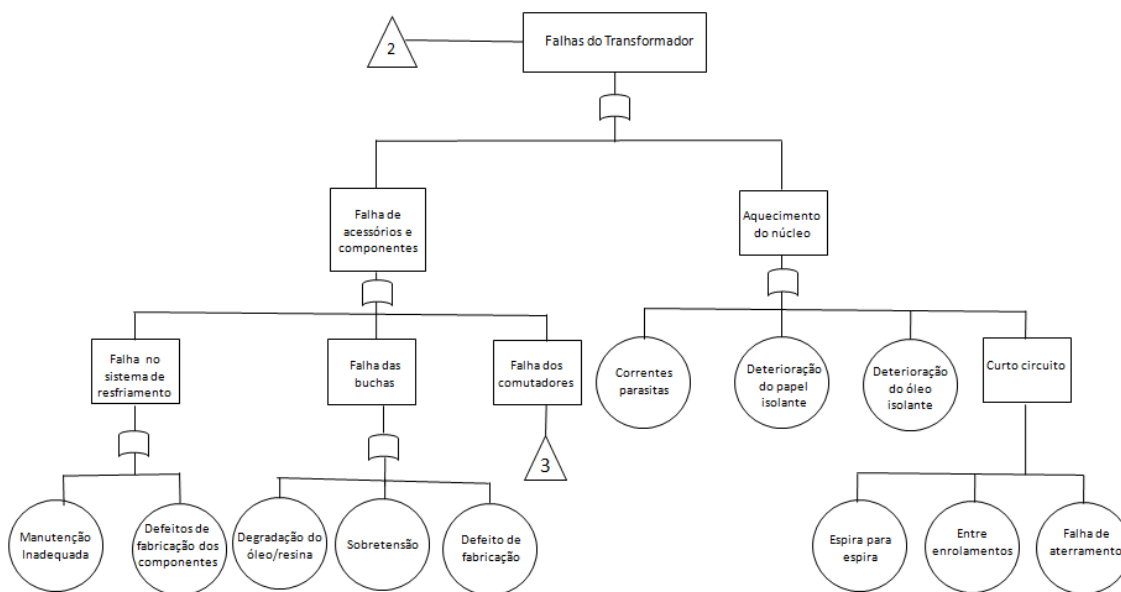 Falhas do Transformador
2
Falha de
acessórios e
componentes
Aquecimento
do núcleo
Falha no
sistema de
resfriamento
Falha das
buchas
Falha dos
comutadores
Correntes
parasitas
Deterioração
do papel
isolante
Deterioração
do óleo
isolante
Curto circuito
3
Manutenção
Inadequada
Defeitos de
fabricação dos
componentes
Degradação do
óleo/resina
Sobretensão
Defeito de
fabricação
Espira para
espira
Entre
enrolamentos
Falha de
aterramento